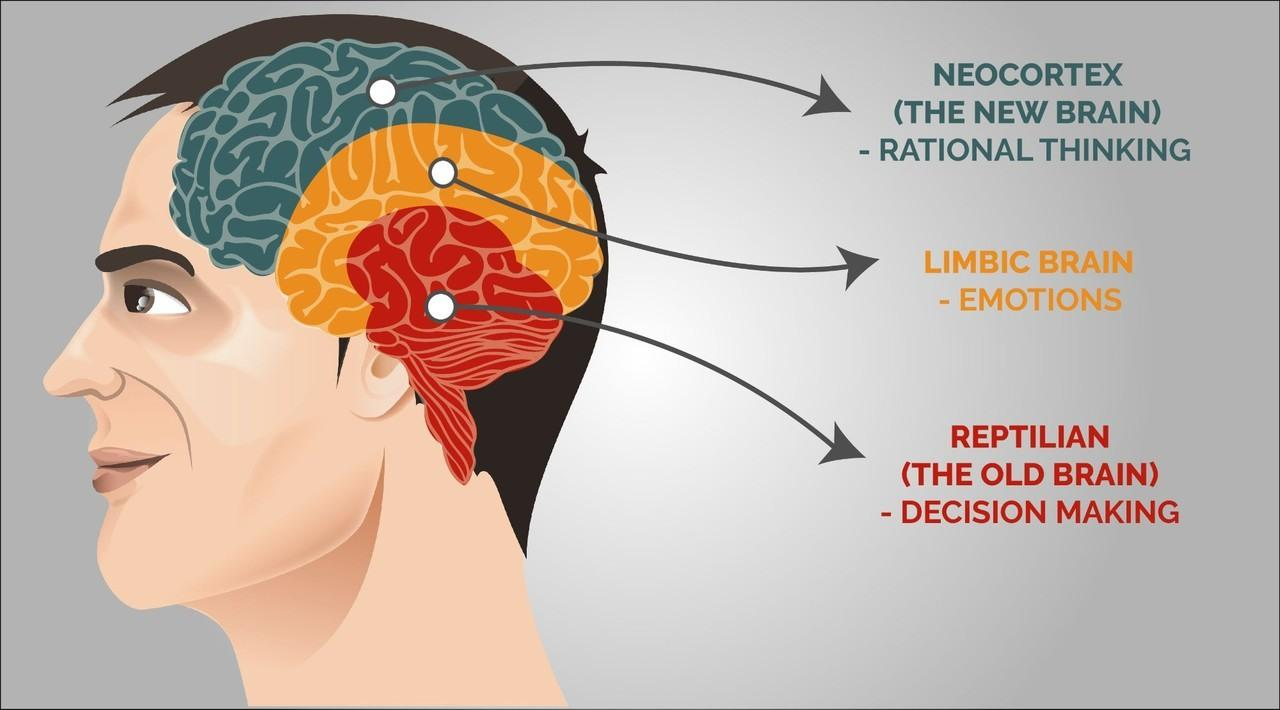 NEOCORTEX
(THE NEW BRAIN)
- RATIONAL THINKING
LIMBIC BRAIN
- EMOTIONS
REPTILIAN
(THE OLD BRAIN)
- DECISION MAKING